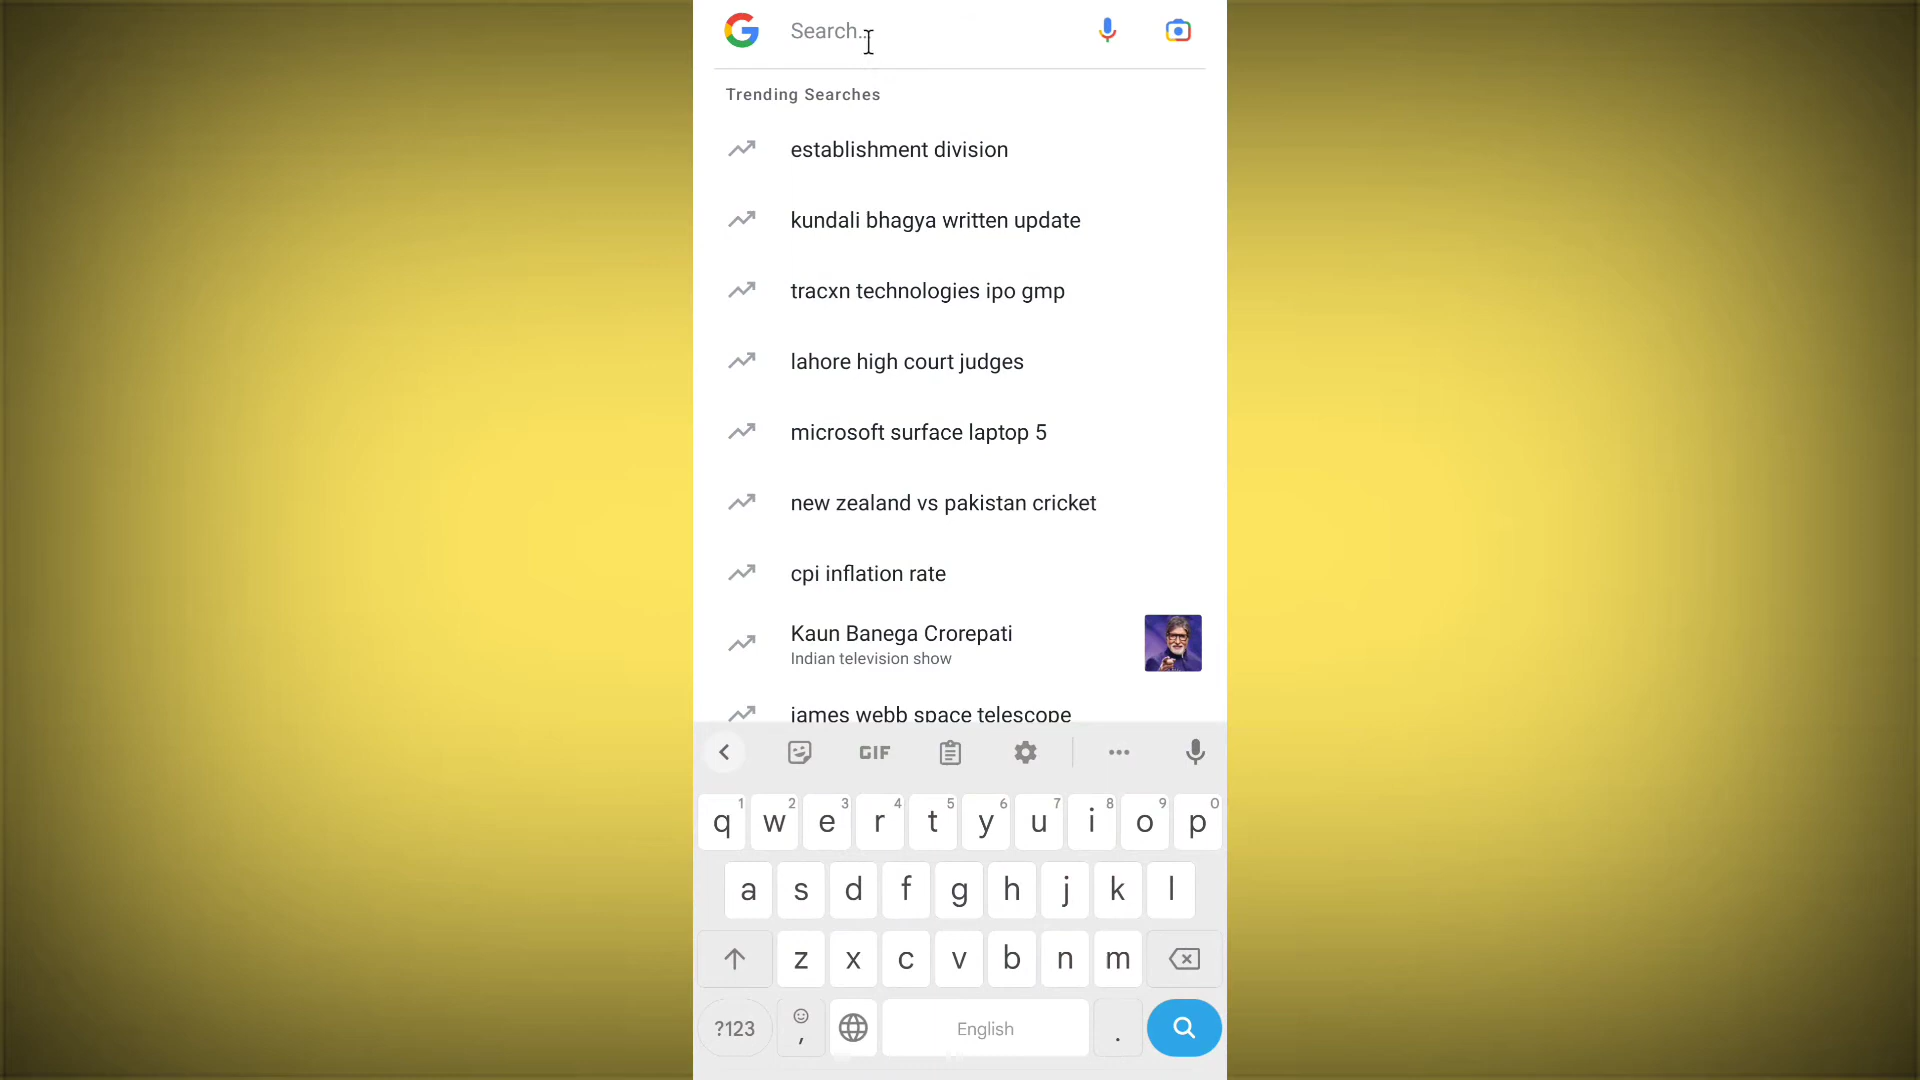 Search...
Trending Searches
establishment division
kundali bhagya written update
tracxn technologies ipo gmp
lahore high court judges
microsoft surface laptop 5
new zealand vs pakistan cricket
cpi inflation rate
Kaun Banega Crorepati
Indian television show
james webb space telescope
GIF
1 2 3 4 5 6 7 8 9 0
q w e r t y u i o p
a s d f g h j k l
z x c v b n m
?123 , English .